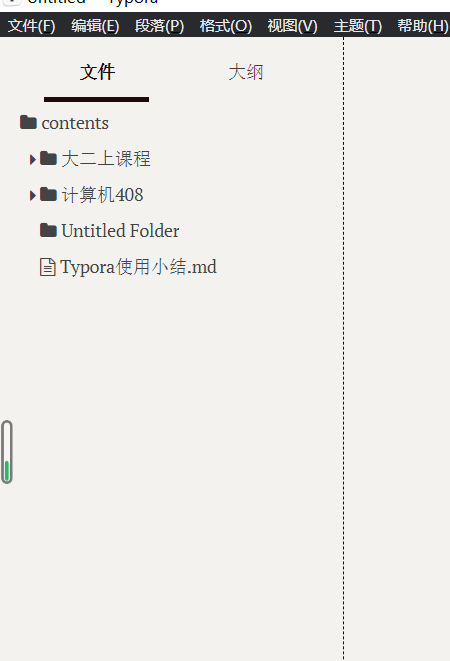 Untitled - Typora
文件(F) 编辑(E) 段落(P) 格式(O) 视图(V) 主题(T) 帮助(H)
文件 大纲
contents
大二上课程
计算机408
Untitled Folder
Typora使用小结.md